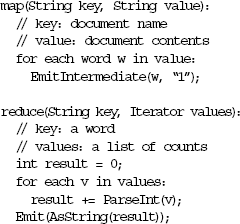 map(String key, String value):
// key: document name
// value: document contents
for each word w in value:
EmitIntermediate(w, “1”);
reduce(String key, Iterator values):
// key: a word
// values: a list of counts
int result = 0;
for each v in values:
result += ParseInt(v);
Emit(AsString(result));